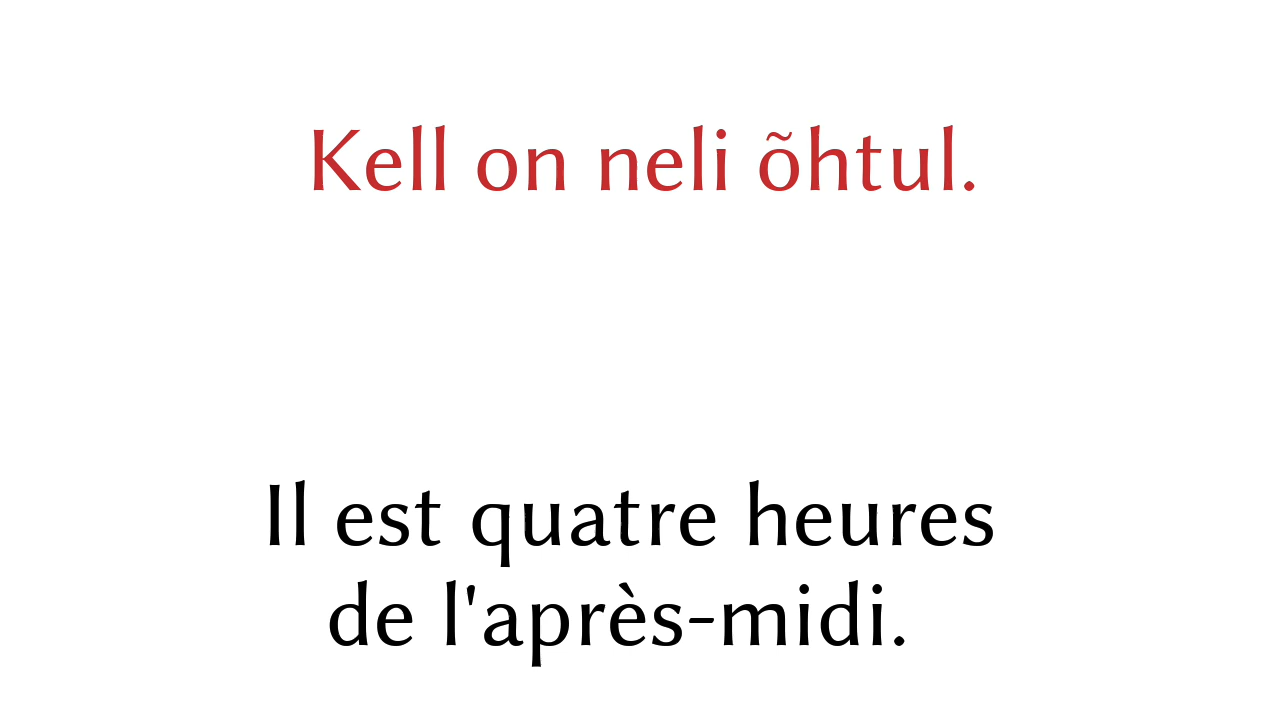 Kell on neli õhtul.
Il est quatre heures
de l'après-midi.